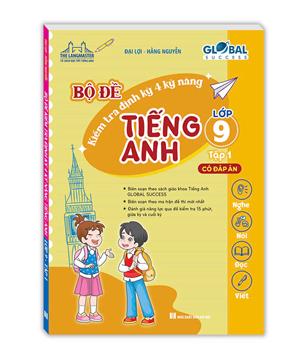 THE LANGMASTER
ĐẠI LỢI - HẰNG NGUYỄN
GLOBAL
SUCCESS
BỘ ĐỀ
Kiểm tra định kỳ 4 kỹ năng
TIẾNG
ANH
LỚP
9
Tập 1
CÓ ĐÁP ÁN
Biên soạn theo sách giáo khoa Tiếng Anh
GLOBAL SUCCESS
Biên soạn theo ma trận đề thi mới nhất
Đánh giá năng lực qua đề kiểm tra 15 phút,
giữa kỳ và cuối kỳ
Nghe
Nói
Đọc
Viết